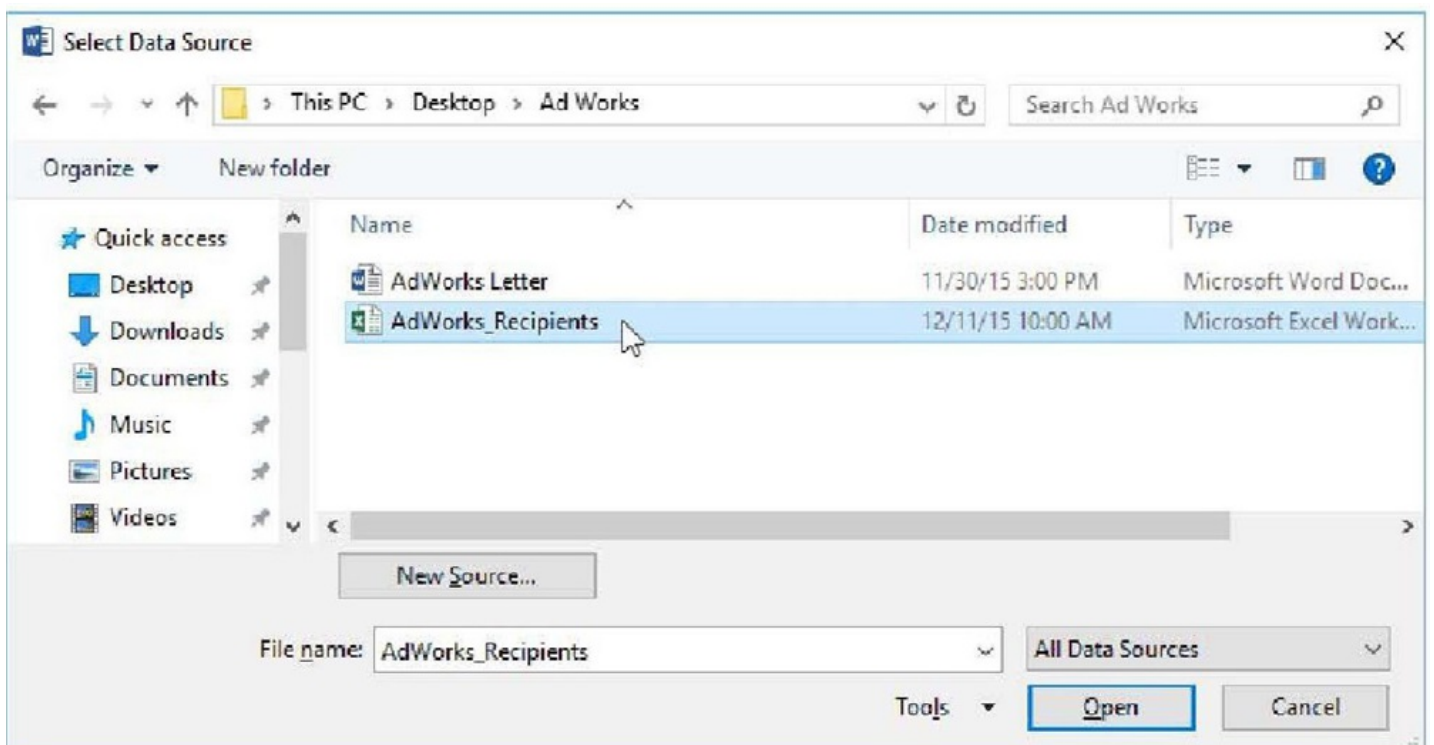 Select Data Source
This PC > Desktop > Ad Works
Search Ad Works
Organize
New folder
Quick access
Desktop
Downloads
Documents
Music
Pictures
Videos
Name Date modified Type
AdWorks Letter 11/30/15 3:00 PM Microsoft Word Doc...
AdWorks_Recipients 12/11/15 10:00 AM Microsoft Excel Work...
New Source...
File name: AdWorks_Recipients All Data Sources
Tools Open Cancel